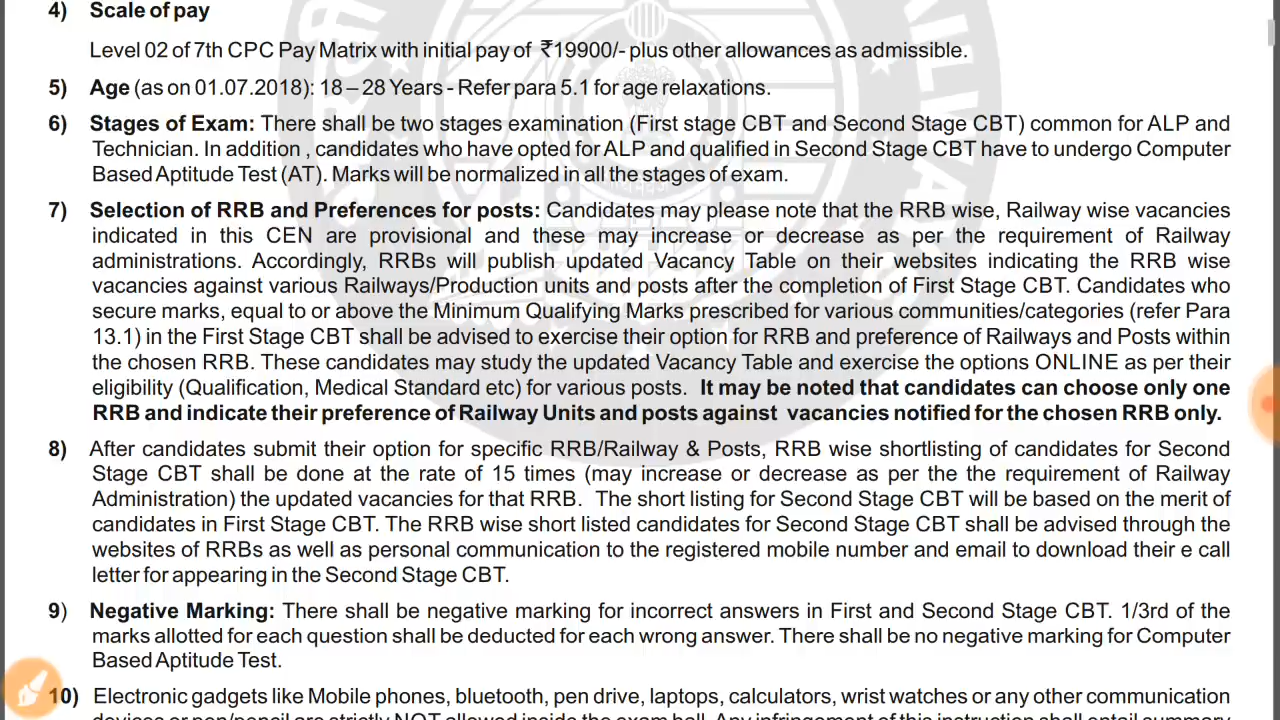 4) Scale of pay
Level 02 of 7th CPC Pay Matrix with initial pay of ₹19900/- plus other allowances as admissible.
5) Age (as on 01.07.2018): 18 – 28 Years - Refer para 5.1 for age relaxations.
6) Stages of Exam: There shall be two stages examination (First stage CBT and Second Stage CBT) common for ALP and
Technician. In addition , candidates who have opted for ALP and qualified in Second Stage CBT have to undergo Computer
Based Aptitude Test (AT). Marks will be normalized in all the stages of exam.
7) Selection of RRB and Preferences for posts: Candidates may please note that the RRB wise, Railway wise vacancies
indicated in this CEN are provisional and these may increase or decrease as per the requirement of Railway
administrations. Accordingly, RRBs will publish updated Vacancy Table on their websites indicating the RRB wise
vacancies against various Railways/Production units and posts after the completion of First Stage CBT. Candidates who
secure marks, equal to or above the Minimum Qualifying Marks prescribed for various communities/categories (refer Para
13.1) in the First Stage CBT shall be advised to exercise their option for RRB and preference of Railways and Posts within
the chosen RRB. These candidates may study the updated Vacancy Table and exercise the options ONLINE as per their
eligibility (Qualification, Medical Standard etc) for various posts. It may be noted that candidates can choose only one
RRB and indicate their preference of Railway Units and posts against vacancies notified for the chosen RRB only.
8) After candidates submit their option for specific RRB/Railway & Posts, RRB wise shortlisting of candidates for Second
Stage CBT shall be done at the rate of 15 times (may increase or decrease as per the the requirement of Railway
Administration) the updated vacancies for that RRB. The short listing for Second Stage CBT will be based on the merit of
candidates in First Stage CBT. The RRB wise short listed candidates for Second Stage CBT shall be advised through the
websites of RRBs as well as personal communication to the registered mobile number and email to download their e call
letter for appearing in the Second Stage CBT.
9) Negative Marking: There shall be negative marking for incorrect answers in First and Second Stage CBT. 1/3rd of the
marks allotted for each question shall be deducted for each wrong answer. There shall be no negative marking for Computer
Based Aptitude Test.
10) Electronic gadgets like Mobile phones, bluetooth, pen drive, laptops, calculators, wrist watches or any other communication
devices or pen/pencil are strictly NOT allowed inside the exam hall. Any infringement of this instruction shall entail summary